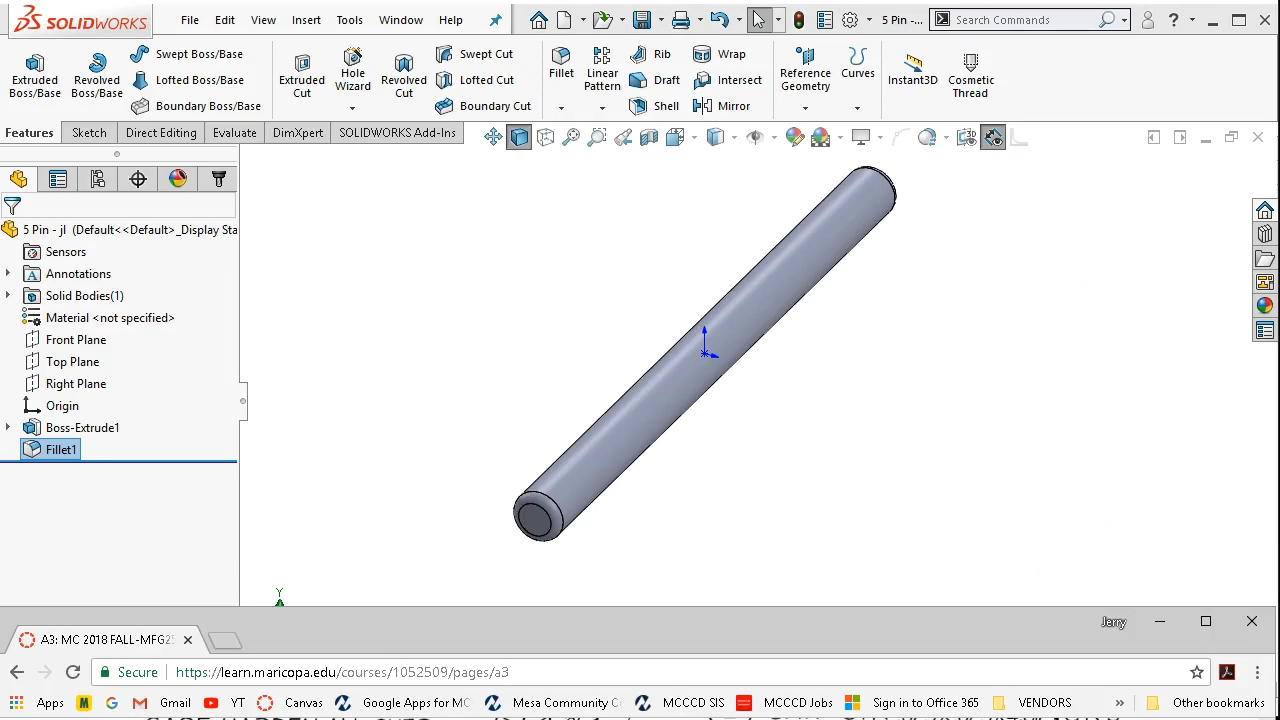 SOLIDWORKS File Edit View Insert Tools Window Help 5 Pin -... Search Commands ?
Extruded Boss/Base Revolved Boss/Base Swept Boss/Base Lofted Boss/Base Boundary Boss/Base Extruded Cut Hole Wizard Revolved Cut Swept Cut Lofted Cut Boundary Cut Fillet Linear Pattern Rib Draft Shell Wrap Intersect Mirror Reference Geometry Curves Instant3D Cosmetic Thread
Features Sketch Direct Editing Evaluate DimXpert SOLIDWORKS Add-Ins
5 Pin - jl (Default<<Default>_Display Sta
Sensors
Annotations
Solid Bodies(1)
Material <not specified>
Front Plane
Top Plane
Right Plane
Origin
Boss-Extrude1
Fillet1
Y
Jerry
A3: MC 2018 FALL-MFG25
Secure https://learn.maricopa.edu/courses/1052509/pages/a3
Apps Gmail YT Canvas Google Apps for MC Mesa Community Co MCCCD Staff MCCCD Jobs Sign in to Office 365 VENDORS » Other bookmarks